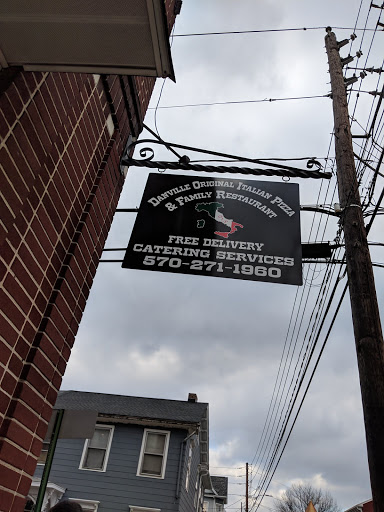 Danville Original Italian Pizza
& Family Restaurant
FREE DELIVERY
CATERING SERVICES
570-271-1960